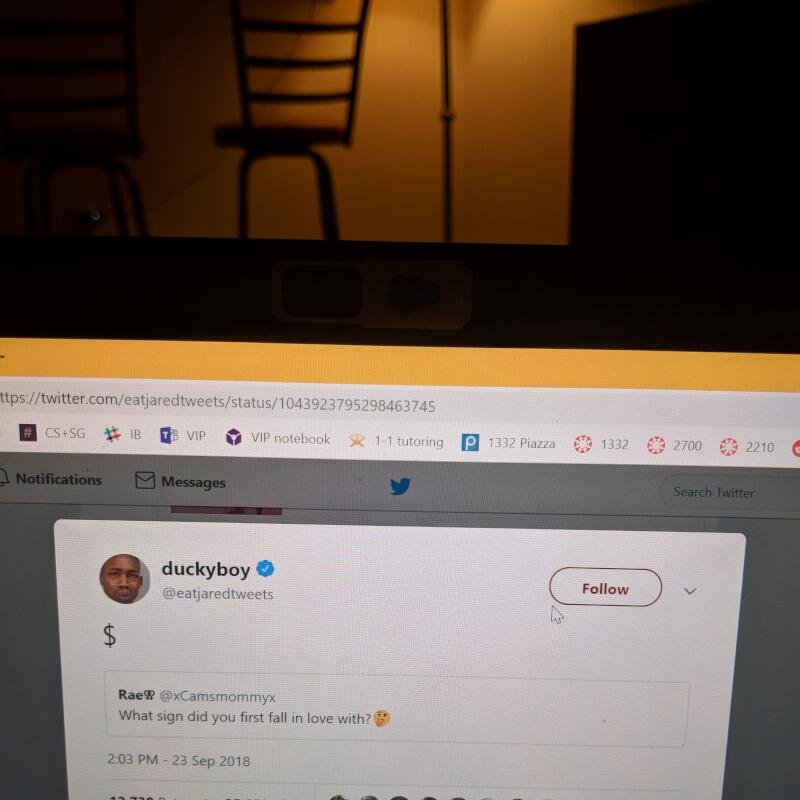 ttps://twitter.com/eatjaredtweets/status/1043923795298463745
# CS+SG IB VIP VIP notebook 1-1 tutoring 1332 Piazza 1332 2700 2210
Notifications Messages Search Twitter
duckyboy
@eatjaredtweets
Follow
$
Rae @xCamsmommyx
What sign did you first fall in love with?🤔
2:03 PM - 23 Sep 2018